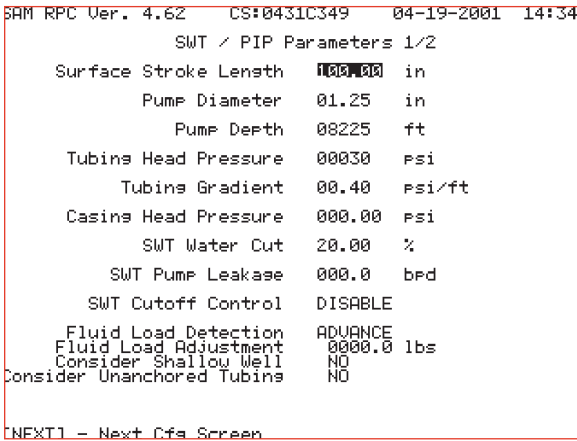 SAM RPC Ver. 4.62 CS:0431C349 04-19-2001 14:34
SWT / PIP Parameters 1/2
Surface Stroke Length 100.00 in
Pump Diameter 01.25 in
Pump Depth 08225 ft
Tubing Head Pressure 00030 psi
Tubing Gradient 00.40 psi/ft
Casing Head Pressure 000.00 psi
SWT Water Cut 20.00 %
SWT Pump Leakage 000.0 bpd
SWT Cutoff Control DISABLE
Fluid Load Detection ADVANCE
Fluid Load Adjustment 0000.0 lbs
Consider Shallow Well NO
Consider Unanchored Tubing NO
[NEXT] - Next Cfg Screen